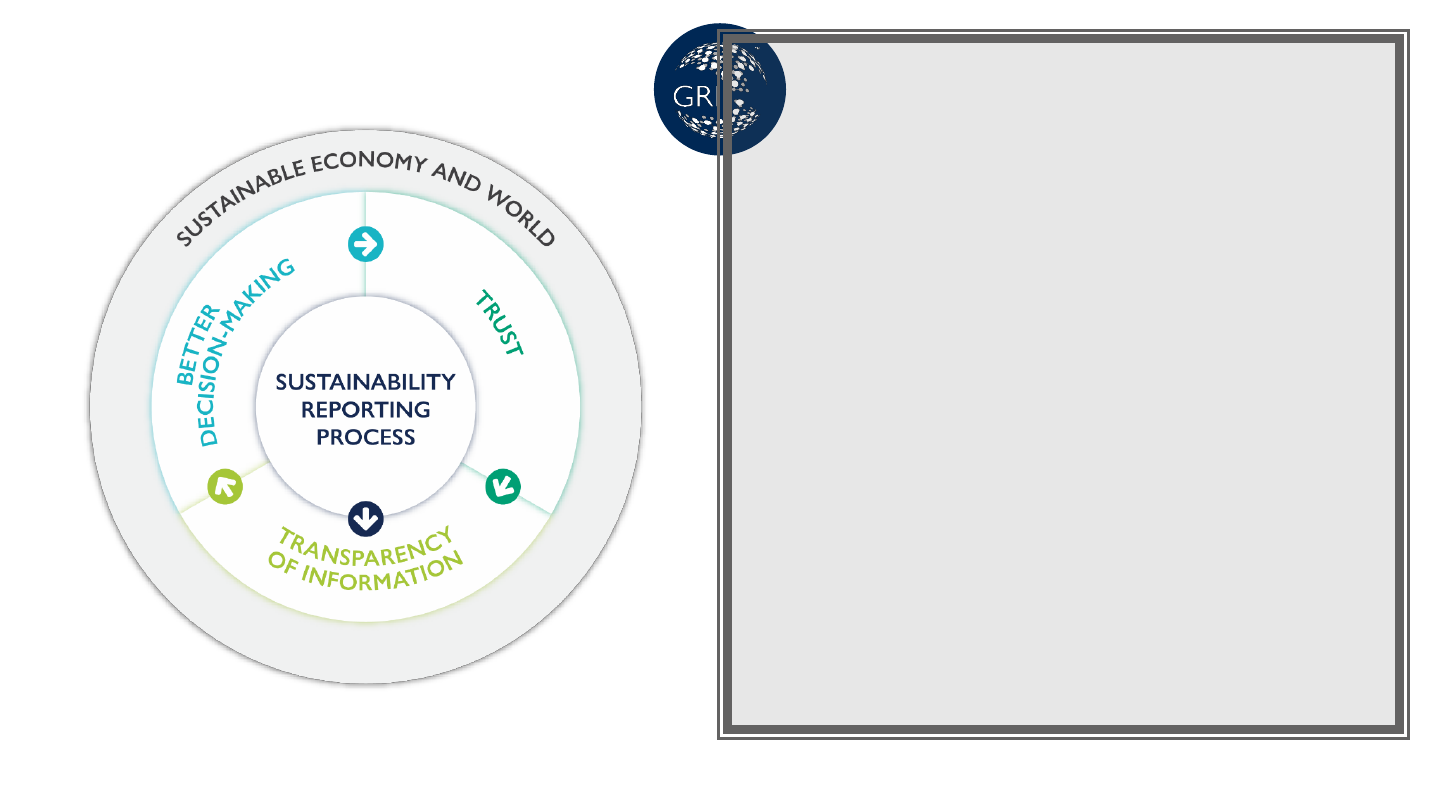 SUSTAINABLE ECONOMY AND WORLD
BETTER
DECISION-MAKING
TRUST
SUSTAINABILITY
REPORTING
PROCESS
TRANSPARENCY
OF INFORMATION
GRI